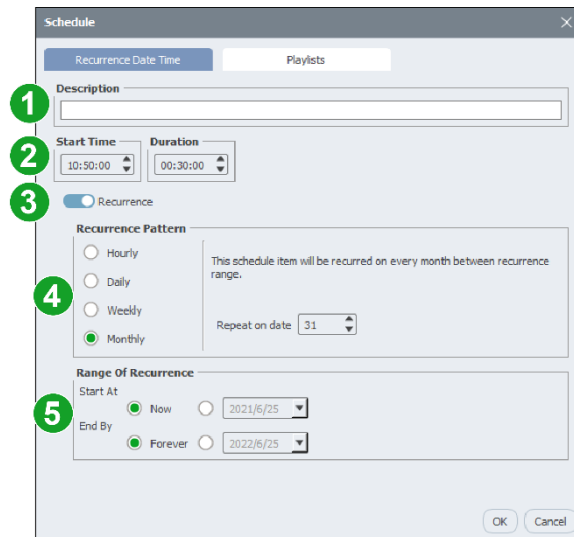 Schedule
Recurrence Date Time Playlists
1
Description
2
Start Time Duration
10:50:00 00:30:00
3
Recurrence
4
Recurrence Pattern
Hourly
Daily
Weekly
Monthly
This schedule item will be recurred on every month between recurrence
range.
Repeat on date 31
5
Range Of Recurrence
Start At
Now 2021/6/25
End By
Forever 2022/6/25
OK Cancel